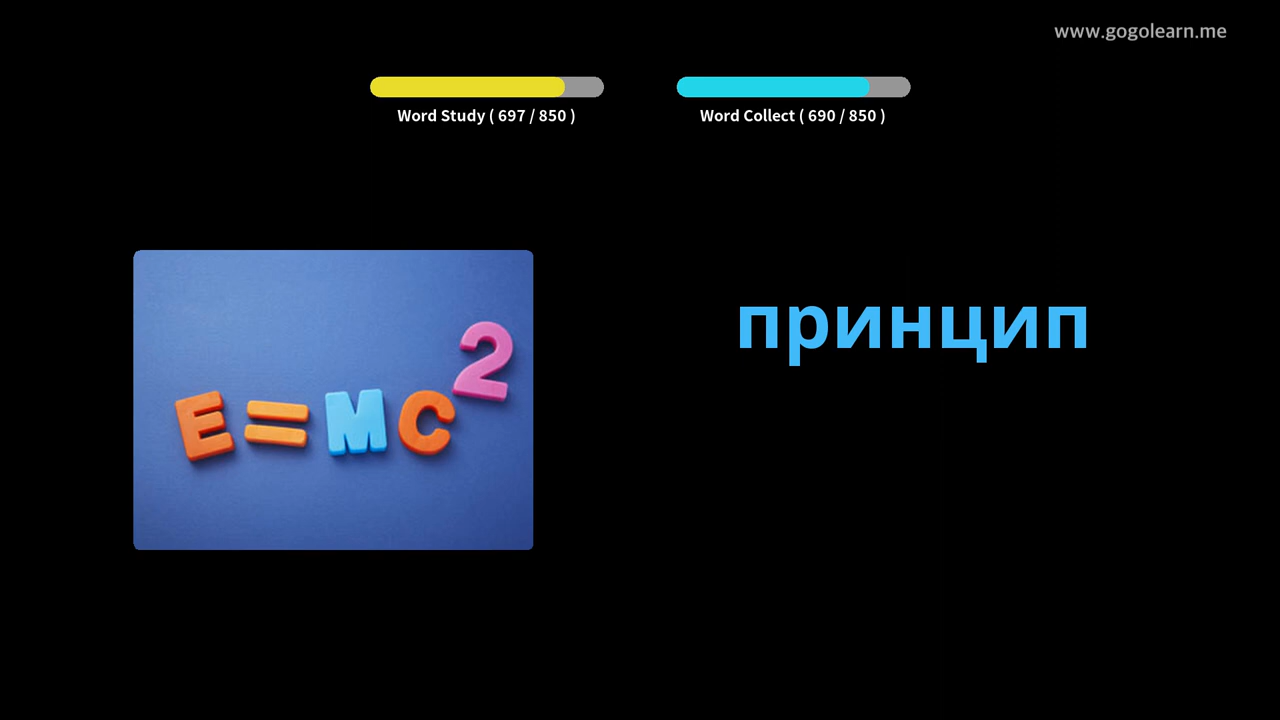 www.gogolearn.me
Word Study ( 697 / 850 )
Word Collect ( 690 / 850 )
принцип
E=MC²